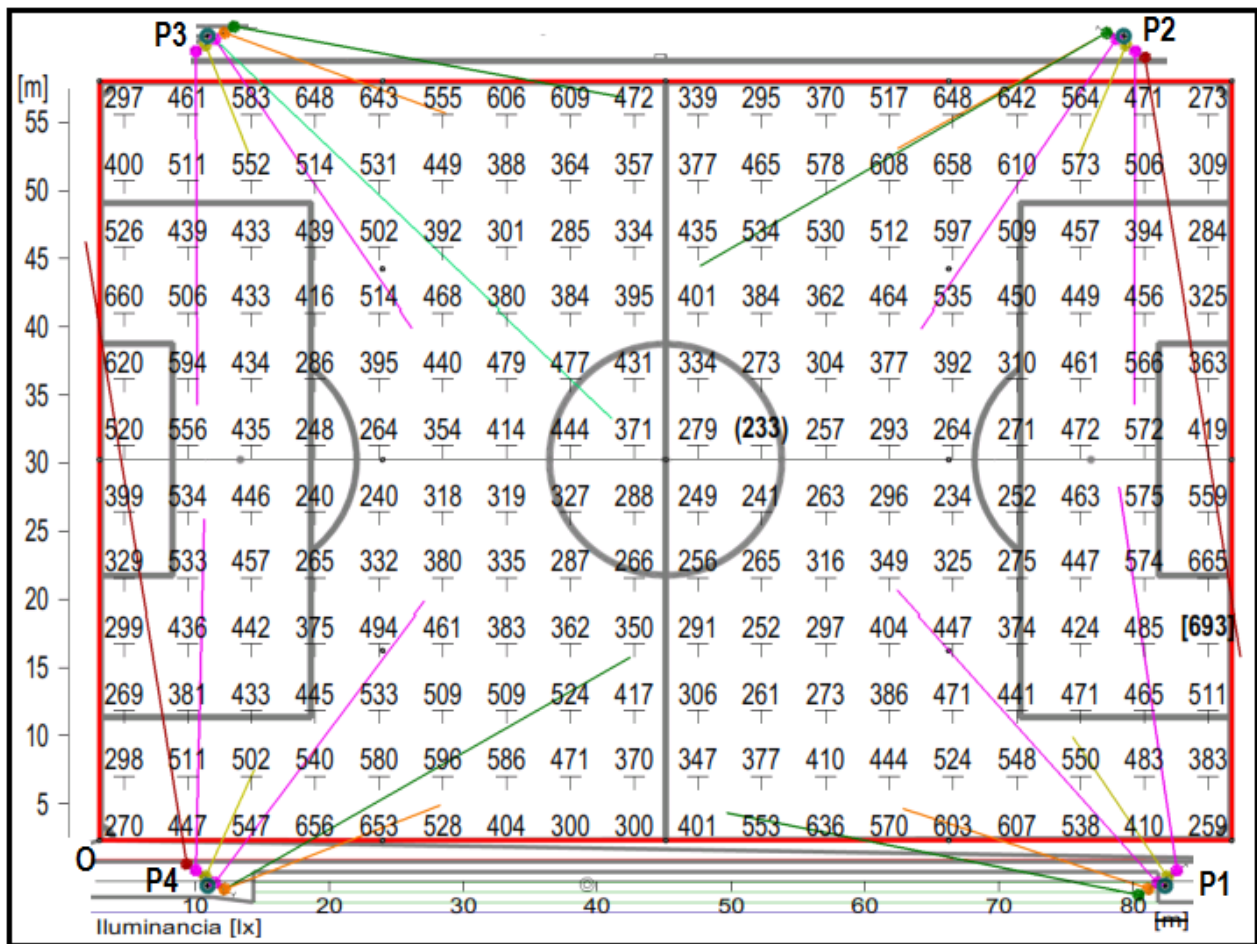 P3 P2
[m]
297 461 583 648 643 555 606 609 472 339 295 370 517 648 642 564 471 273
55
400 511 552 514 531 449 388 364 357 377 465 578 608 658 610 573 506 309
50
526 439 433 439 502 392 301 285 334 435 534 530 512 597 509 457 394 284
45
660 506 433 416 514 468 380 384 395 401 384 362 464 535 450 449 456 325
40
620 594 434 286 395 440 479 477 431 334 273 304 377 392 310 461 566 363
35
520 556 435 248 264 354 414 444 371 279 (233) 257 293 264 271 472 572 419
30
399 534 446 240 240 318 319 327 288 249 241 263 296 234 252 463 575 559
25
329 533 457 265 332 380 335 287 266 256 265 316 349 325 275 447 574 665
20
299 436 442 375 494 461 383 362 350 291 252 297 404 447 374 424 485 [693]
15
269 381 433 445 533 509 509 524 417 306 261 273 386 471 441 471 465 511
10
298 511 502 540 580 596 586 471 370 347 377 410 444 524 548 550 483 383
5
270 447 547 656 653 528 404 300 300 401 553 636 570 603 607 538 410 259
O
P4 P1
10 20 30 40 50 60 70 80 [m]
Iluminancia [lx]